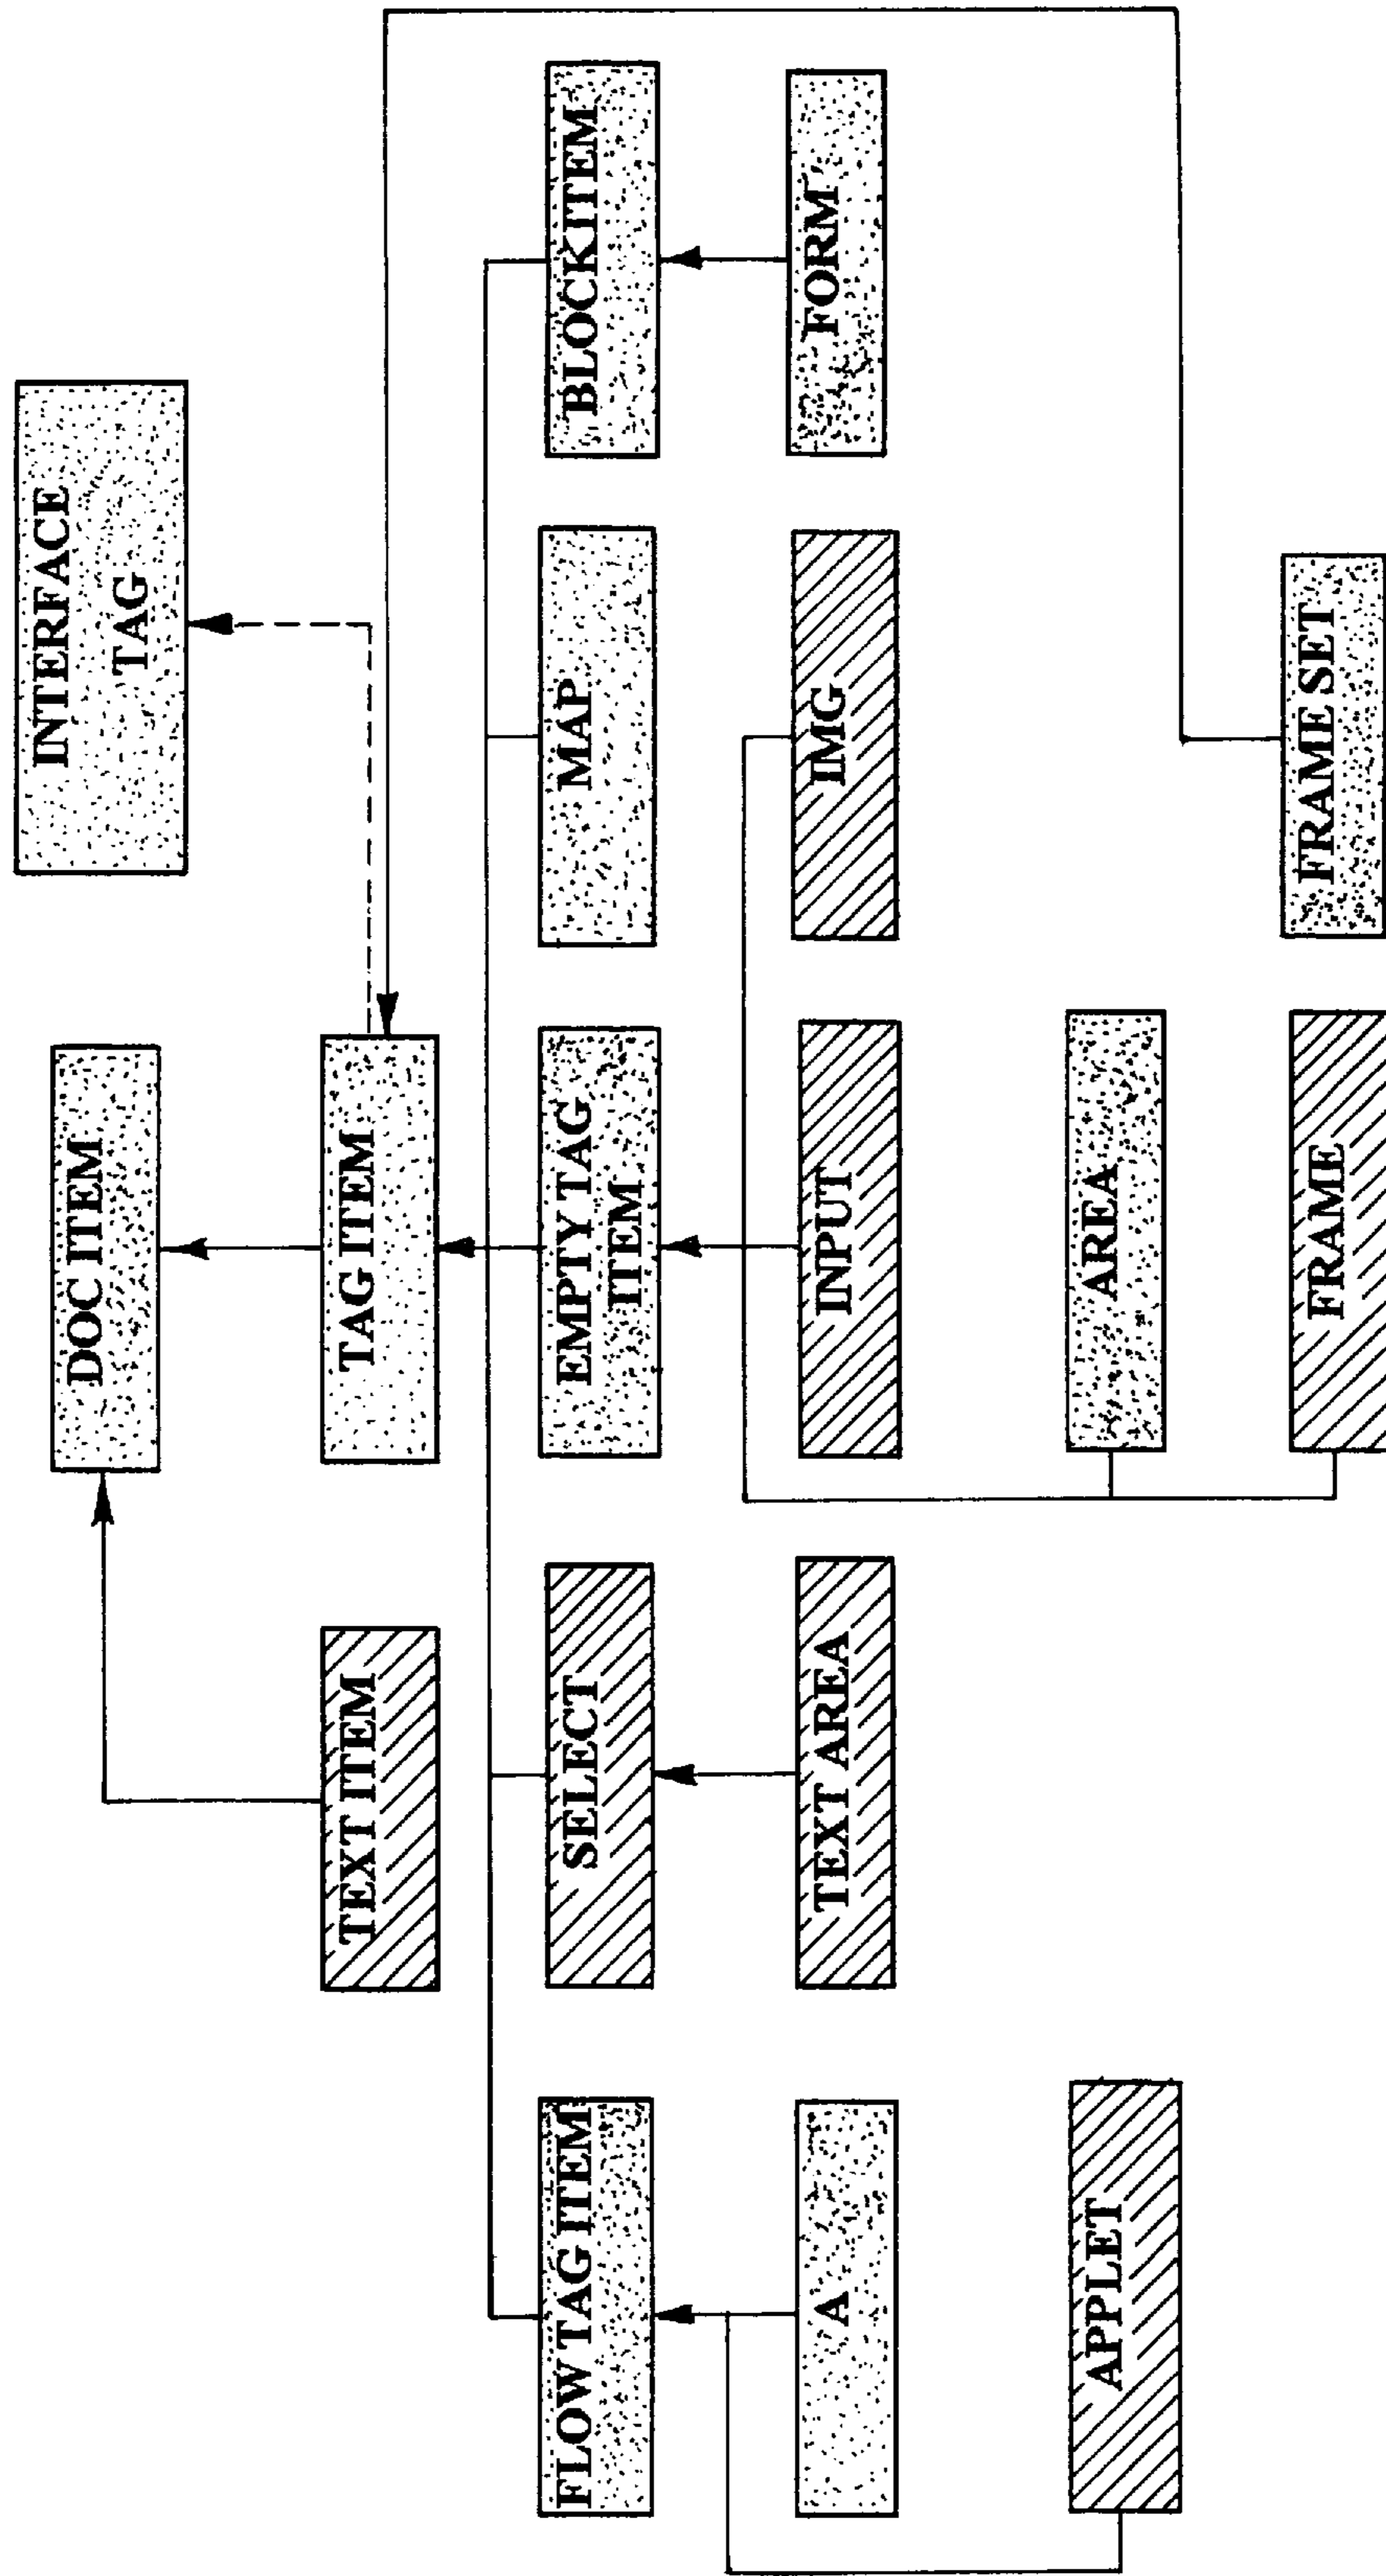 INTERFACE
TAG
DOC ITEM
TEXT ITEM
TAG ITEM
FLOW TAG ITEM
SELECT
EMPTY TAG
ITEM
MAP
BLOCKITEM
A
TEXT AREA
INPUT
IMG
FORM
APPLET
AREA
FRAME
FRAME SET